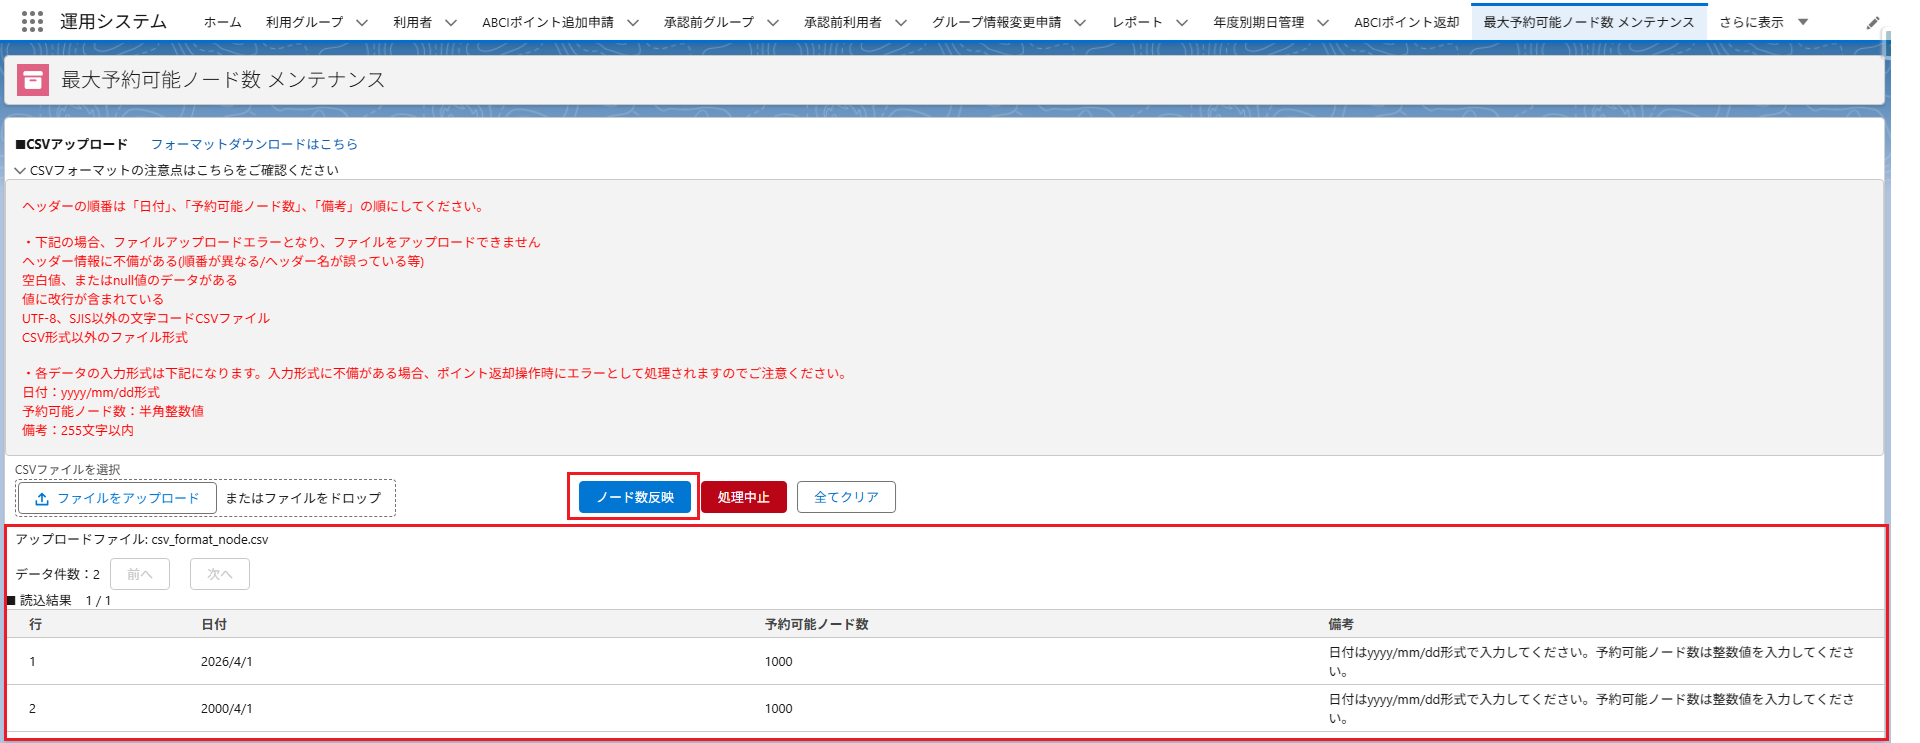 運用システム ホーム 利用グループ 利用者 ABCIポイント追加申請 承認前グループ 承認前利用者 グループ情報変更申請 レポート 年度別期日管理 ABCIポイント返却 最大予約可能ノード数 メンテナンス さらに表示
最大予約可能ノード数 メンテナンス
■CSVアップロード フォーマットダウンロードはこちら
CSVフォーマットの注意点はこちらをご確認ください
ヘッダーの順番は「日付」、「予約可能ノード数」、「備考」の順にしてください。
・下記の場合、ファイルアップロードエラーとなり、ファイルをアップロードできません
ヘッダー情報に不備がある(順番が異なる/ヘッダー名が誤っている等)
空白値、またはnull値のデータがある
値に改行が含まれている
UTF-8、SJIS以外の文字コードCSVファイル
CSV形式以外のファイル形式
・各データの入力形式は下記になります。入力形式に不備がある場合、ポイント返却操作時にエラーとして処理されますのでご注意ください。
日付：yyyy/mm/dd形式
予約可能ノード数：半角整数値
備考：255文字以内
CSVファイルを選択
ファイルをアップロード またはファイルをドロップ ノード数反映 処理中止 全てクリア
アップロードファイル: csv_format_node.csv
データ件数：2 前へ 次へ
■ 読込結果 1 / 1
行 日付 予約可能ノード数 備考
1 2026/4/1 1000 日付はyyyy/mm/dd形式で入力してください。予約可能ノード数は整数値を入力してくださ
い。
2 2000/4/1 1000 日付はyyyy/mm/dd形式で入力してください。予約可能ノード数は整数値を入力してくださ
い。